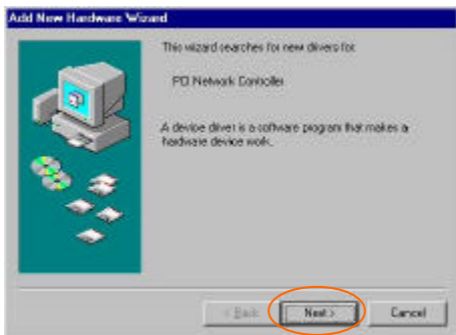 Add New Hardware Wizard
This wizard searches for new drivers for:
PCI Network Controller
A device driver is a software program that makes a
hardware device work.
< Back
Next >
Cancel